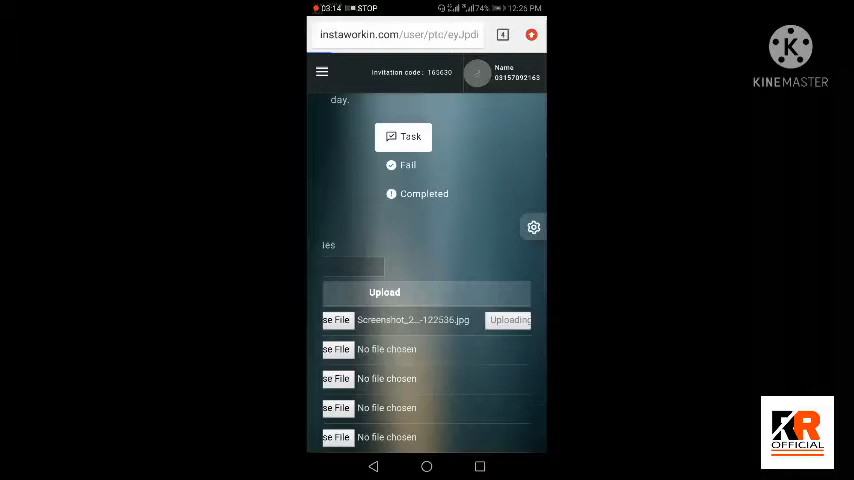 03:14 STOP
74% 12:26 PM
instaworkin.com/user/ptc/eyJpdi
4
Invitation code: 165630
Name
03157092163
day.
Task
Fail
Completed
ies
Upload
se File Screenshot_2...-122536.jpg Uploading
se File No file chosen
se File No file chosen
se File No file chosen
se File No file chosen
K
KINEMASTER
KR
OFFICIAL